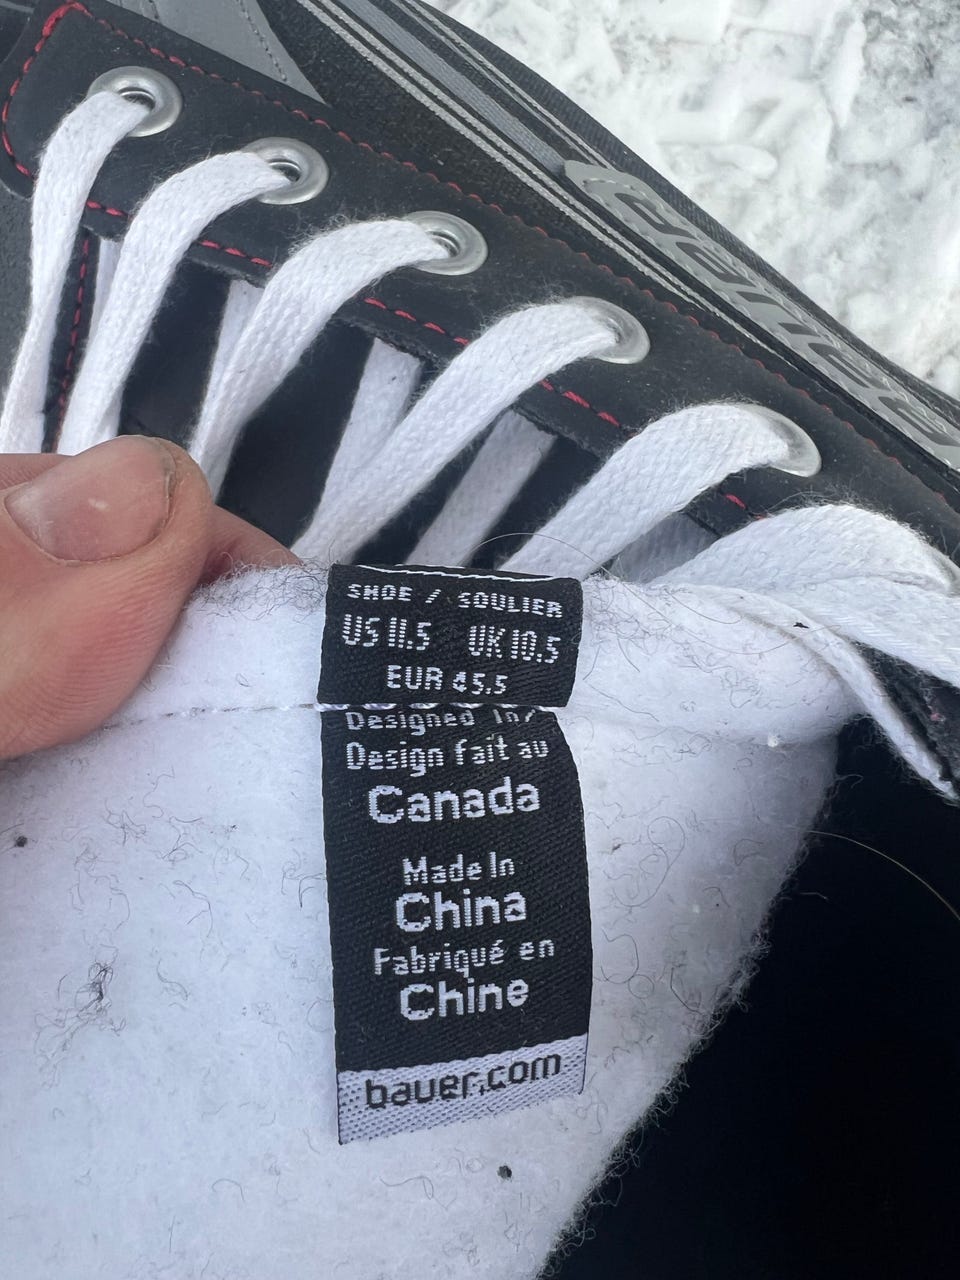 BAUER
SHOE / SOULIER
US 11.5 UK 10.5
EUR 45.5
Designed In/
Design fait au
Canada
Made In
China
Fabriqué en
Chine
bauer.com